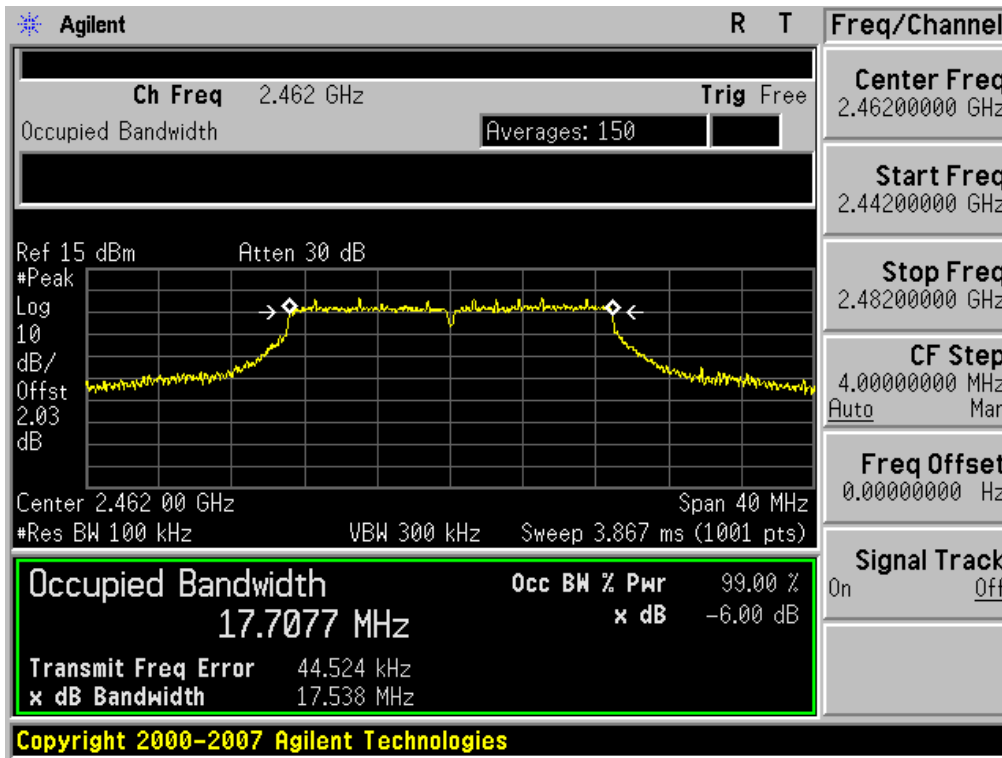 Agilent R T Freq/Channel
Ch Freq 2.462 GHz Trig Free
Occupied Bandwidth Averages: 150
Center Freq
2.46200000 GHz
Start Freq
2.44200000 GHz
Stop Freq
2.48200000 GHz
CF Step
4.00000000 MHz
Auto Man
Freq Offset
0.00000000 Hz
Signal Track
On Off
Ref 15 dBm Atten 30 dB
#Peak
Log
10
dB/
Offst
2.03
dB
Center 2.462 00 GHz Span 40 MHz
#Res BW 100 kHz VBW 300 kHz Sweep 3.867 ms (1001 pts)
Occupied Bandwidth Occ BW % Pwr 99.00 %
17.7077 MHz x dB -6.00 dB
Transmit Freq Error 44.524 kHz
x dB Bandwidth 17.538 MHz
Copyright 2000-2007 Agilent Technologies